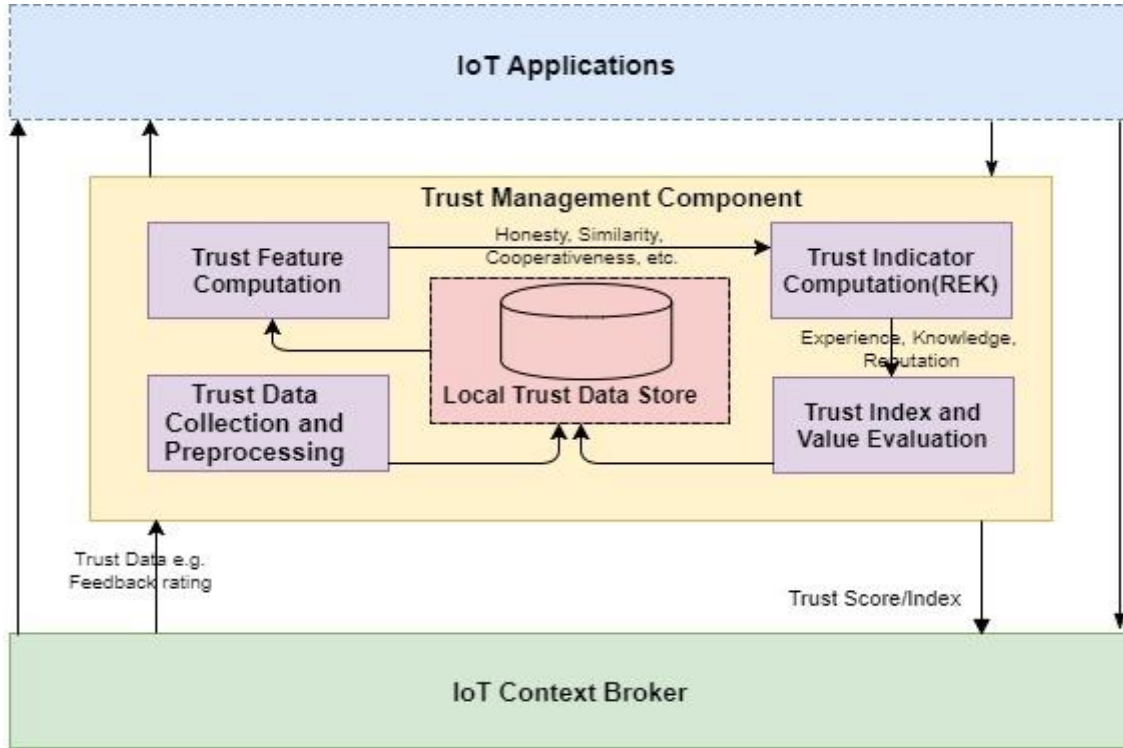 IoT Applications
Trust Management Component
Trust Feature
Computation
Honesty, Similarity,
Cooperativeness, etc.
Trust Indicator
Computation(REK)
Experience, Knowledge,
Reputation
Local Trust Data Store
Trust Data
Collection and
Preprocessing
Trust Index and
Value Evaluation
Trust Data e.g.
Feedback rating
Trust Score/Index
IoT Context Broker